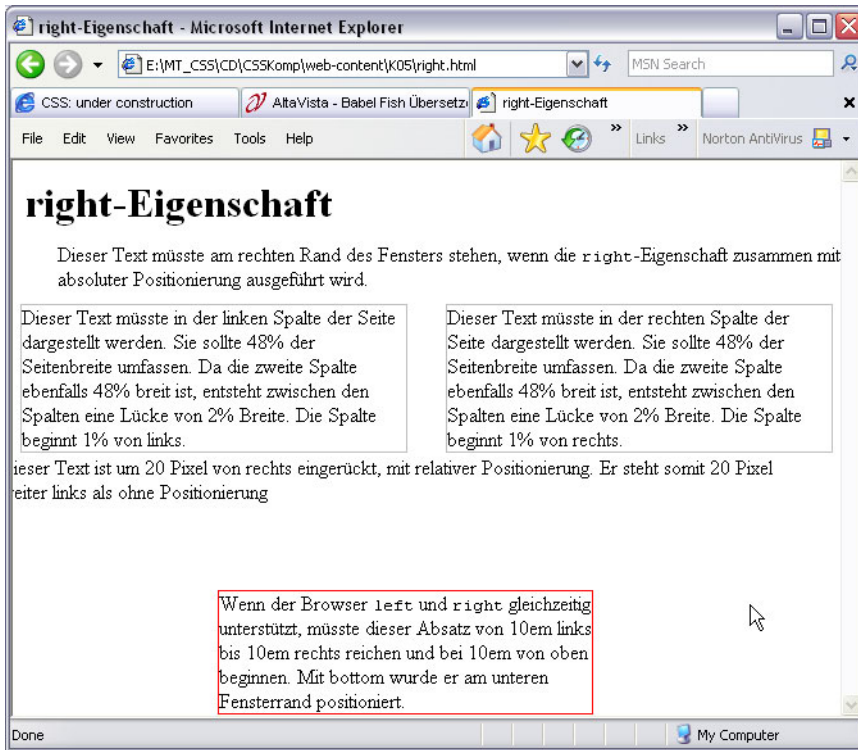 right-Eigenschaft - Microsoft Internet Explorer
E:\MT_CSS\CD\CSSKomp\web-content\K05\right.html
MSN Search
CSS: under construction
AltaVista - Babel Fish Übersetz
right-Eigenschaft
File Edit View Favorites Tools Help
Links
Norton AntiVirus
right-Eigenschaft
Dieser Text müsste am rechten Rand des Fensters stehen, wenn die right-Eigenschaft zusammen mit
absoluter Positionierung ausgeführt wird.
Dieser Text müsste in der linken Spalte der Seite
dargestellt werden. Sie sollte 48% der
Seitenbreite umfassen. Da die zweite Spalte
ebenfalls 48% breit ist, entsteht zwischen den
Spalten eine Lücke von 2% Breite. Die Spalte
beginnt 1% von links.
Dieser Text müsste in der rechten Spalte der
Seite dargestellt werden. Sie sollte 48% der
Seitenbreite umfassen. Da die zweite Spalte
ebenfalls 48% breit ist, entsteht zwischen den
Spalten eine Lücke von 2% Breite. Die Spalte
beginnt 1% von rechts.
ieser Text ist um 20 Pixel von rechts eingerückt, mit relativer Positionierung. Er steht somit 20 Pixel
eiter links als ohne Positionierung
Wenn der Browser left und right gleichzeitig
unterstützt, müsste dieser Absatz von 10em links
bis 10em rechts reichen und bei 10em von oben
beginnen. Mit bottom wurde er am unteren
Fensterrand positioniert.
Done
My Computer